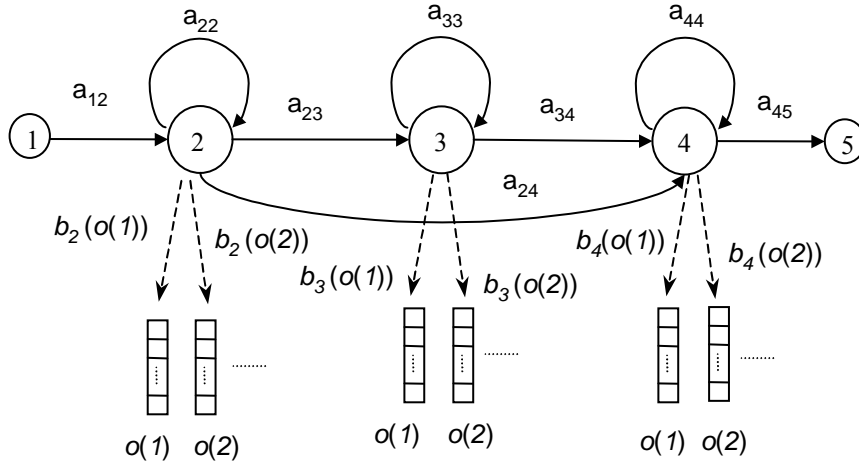 a22 a33 a44
a12 a23 a34 a45
1 2 3 4 5
a24
b2(o(1)) b2(o(2)) b3(o(1)) b3(o(2)) b4(o(1)) b4(o(2))
......... ......... .........
o(1) o(2) o(1) o(2) o(1) o(2)